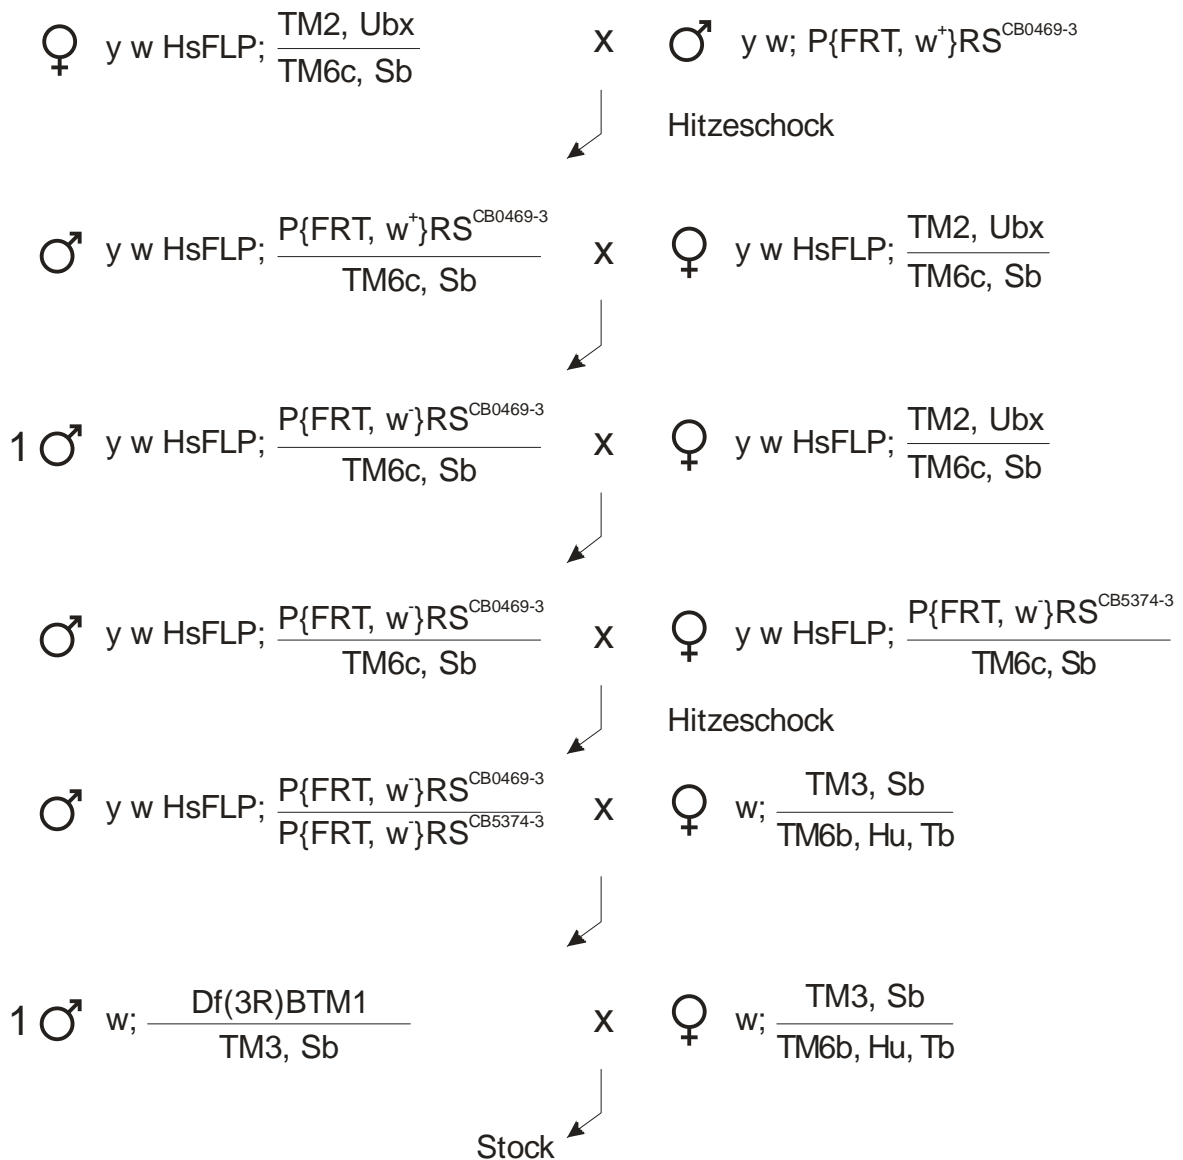 ♀ y w HsFLP; TM2, Ubx x ♂ y w; P{FRT, w⁺}RS^CB0469-3
TM6c, Sb
Hitzeschock
♂ y w HsFLP; P{FRT, w⁺}RS^CB0469-3 x ♀ y w HsFLP; TM2, Ubx
TM6c, Sb TM6c, Sb
1 ♂ y w HsFLP; P{FRT, w⁻}RS^CB0469-3 x ♀ y w HsFLP; TM2, Ubx
TM6c, Sb TM6c, Sb
♂ y w HsFLP; P{FRT, w⁻}RS^CB0469-3 x ♀ y w HsFLP; P{FRT, w⁻}RS^CB5374-3
TM6c, Sb TM6c, Sb
Hitzeschock
♂ y w HsFLP; P{FRT, w⁻}RS^CB0469-3 x ♀ w; TM3, Sb
P{FRT, w⁻}RS^CB5374-3 TM6b, Hu, Tb
1 ♂ w; Df(3R)BTM1 x ♀ w; TM3, Sb
TM3, Sb TM6b, Hu, Tb
Stock